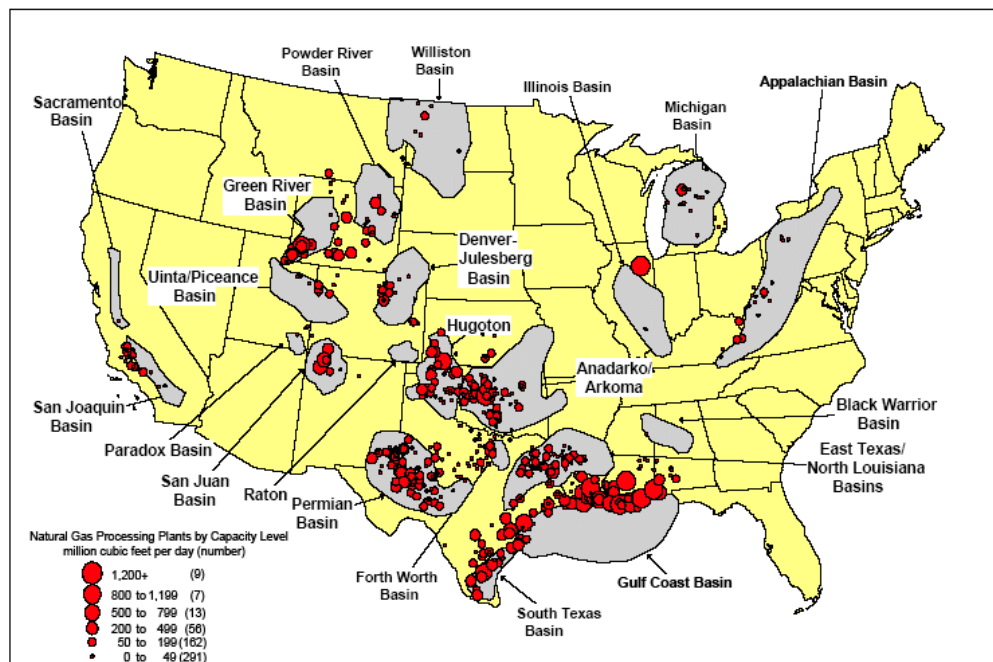 Powder River
Basin
Williston
Basin
Illinois Basin
Appalachian Basin
Michigan
Basin
Sacramento
Basin
Green River
Basin
Denver-
Julesberg
Basin
Uinta/Piceance
Basin
Hugoton
Anadarko/
Arkoma
San Joaquin
Basin
Paradox Basin
San Juan
Basin
Raton
Permian
Basin
Black Warrior
Basin
East Texas/
North Louisiana
Basins
Forth Worth
Basin
South Texas
Basin
Gulf Coast Basin
Natural Gas Processing Plants by Capacity Level
million cubic feet per day (number)
1,200+ (9)
800 to 1,199 (7)
500 to 799 (13)
200 to 499 (56)
50 to 199 (162)
0 to 49 (291)